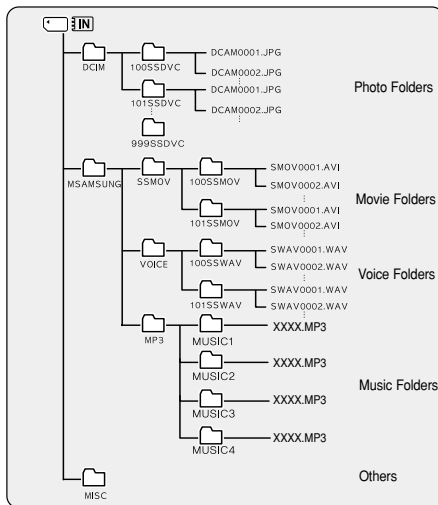 IN
DCIM
100SSDVC
DCAM0001.JPG
DCAM0002.JPG
101SSDVC
DCAM0001.JPG
DCAM0002.JPG
999SSDVC
Photo Folders
MSAMSUNG
SSMOV
100SSMOV
SMOV0001.AVI
SMOV0002.AVI
101SSMOV
SMOV0001.AVI
SMOV0002.AVI
Movie Folders
VOICE
100SSWAV
SWAV0001.WAV
SWAV0002.WAV
101SSWAV
SWAV0001.WAV
SWAV0002.WAV
Voice Folders
MP3
MUSIC1
XXXX.MP3
MUSIC2
XXXX.MP3
MUSIC3
XXXX.MP3
MUSIC4
XXXX.MP3
Music Folders
MISC
Others